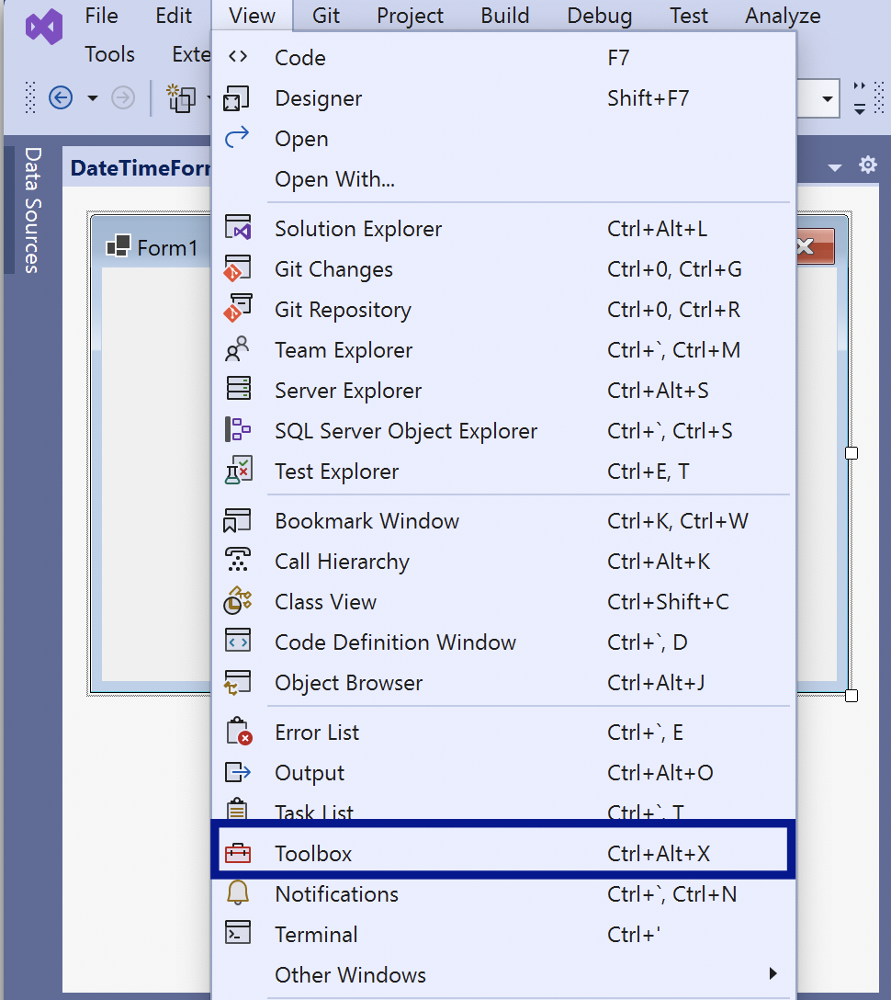 File Edit View Git Project Build Debug Test Analyze
Tools Exte
Data Sources
DateTimeForm
Form1
Code F7
Designer Shift+F7
Open
Open With...
Solution Explorer Ctrl+Alt+L
Git Changes Ctrl+0, Ctrl+G
Git Repository Ctrl+0, Ctrl+R
Team Explorer Ctrl+`, Ctrl+M
Server Explorer Ctrl+Alt+S
SQL Server Object Explorer Ctrl+`, Ctrl+S
Test Explorer Ctrl+E, T
Bookmark Window Ctrl+K, Ctrl+W
Call Hierarchy Ctrl+Alt+K
Class View Ctrl+Shift+C
Code Definition Window Ctrl+`, D
Object Browser Ctrl+Alt+J
Error List Ctrl+`, E
Output Ctrl+Alt+O
Task List Ctrl+`, T
Toolbox Ctrl+Alt+X
Notifications Ctrl+`, Ctrl+N
Terminal Ctrl+'
Other Windows